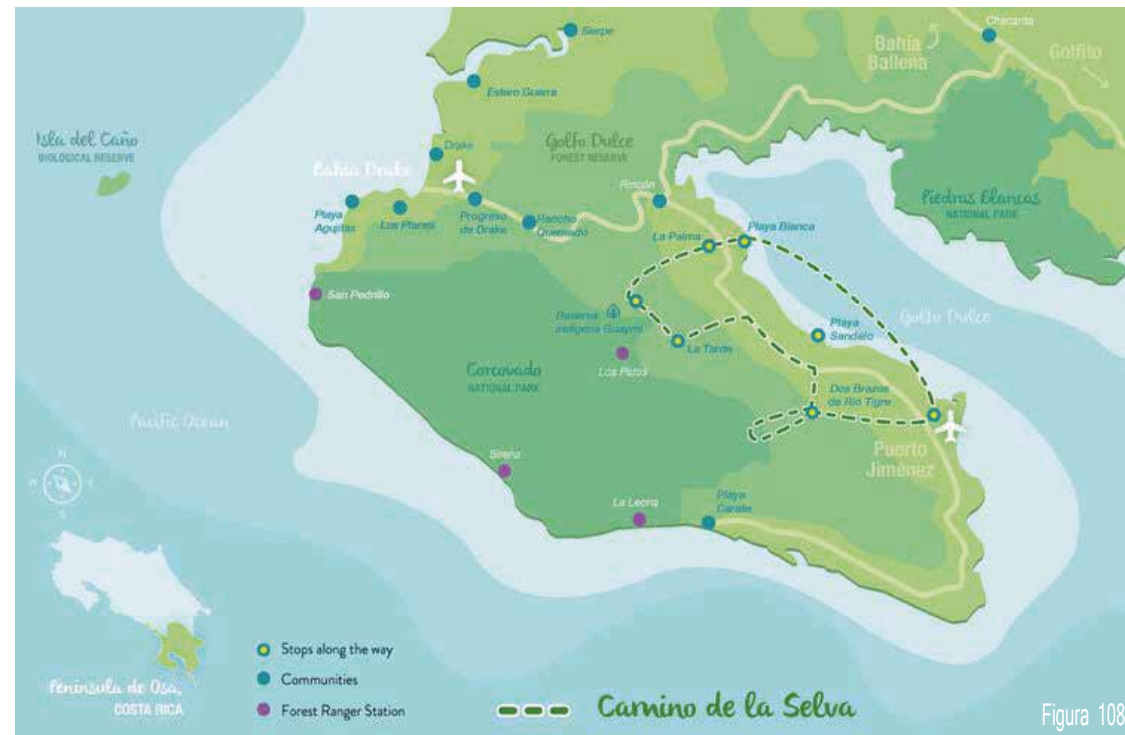 Sierpe
Chacarita
Bahía
Ballena
Golfito
Estero Guerra
Isla del Caño
BIOLOGICAL RESERVE
Drake
Golfo Dulce
FOREST RESERVE
Bahía Drake
Rincón
Piedras Blancas
NATIONAL PARK
Playa
Agujitas
Los Planes
Progreso
de Drake
Rancho
Quebrado
La Palma
Playa Blanca
San Pedrillo
Reserva
indígena Guaymí
Golfo Dulce
Playa
Sandalo
La Tarde
Los Patos
Corcovado
NATIONAL PARK
Dos Brazos
de Río Tigre
Pacific Ocean
Puerto
Jiménez
Sirena
N
W
E
S
La Leona
Playa
Carate
Stops along the way
Communities
Forest Ranger Station
Península de Osa,
COSTA RICA
Camino de la Selva
Figura 108